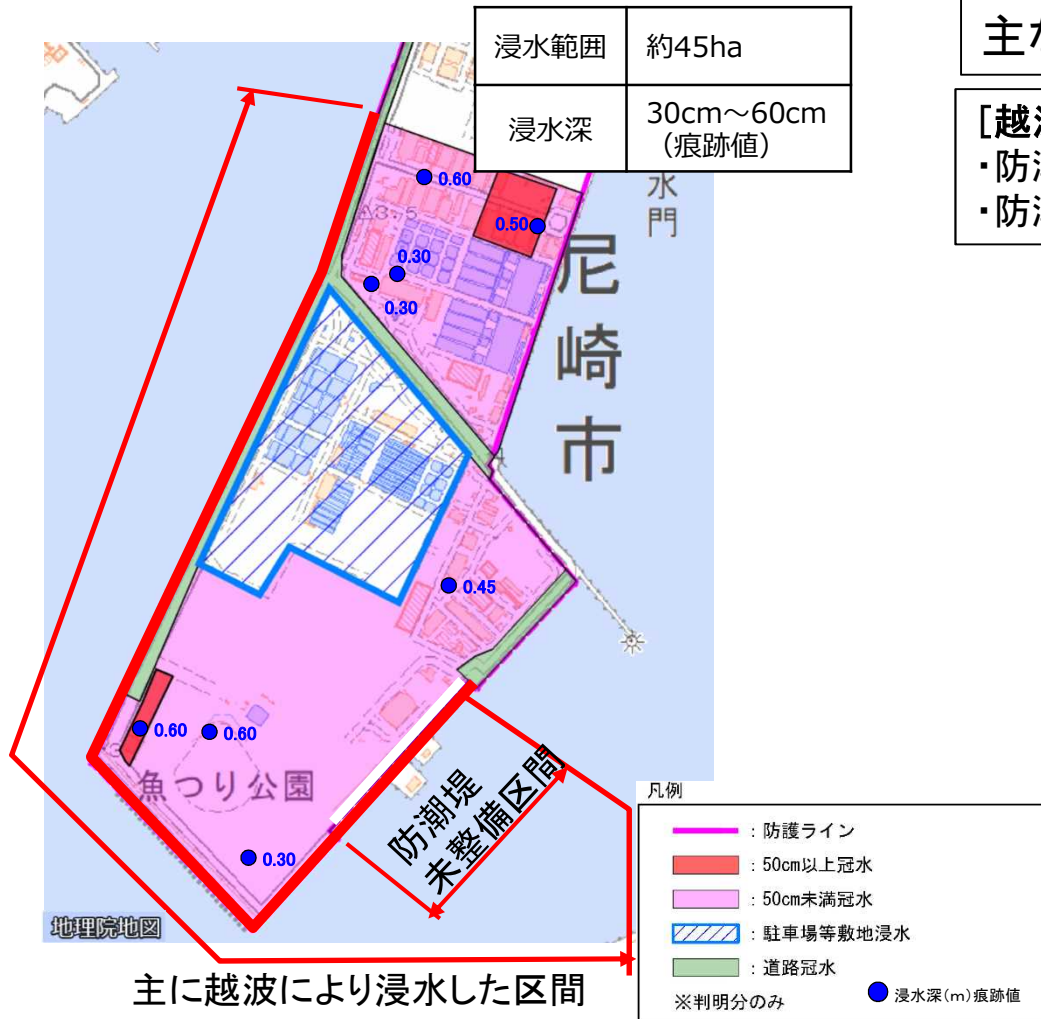 浸水範囲 約45ha
浸水深 30cm～60cm
（痕跡値）
主な
[越波
・防潮
・防潮
水門
尼崎市
0.60
0.50
0.30
0.30
0.45
0.60
0.60
0.30
魚つり公園
防潮堤
未整備区間
地理院地図
主に越波により浸水した区間
凡例
：防護ライン
：50cm以上冠水
：50cm未満冠水
：駐車場等敷地浸水
：道路冠水
※判明分のみ
浸水深(m)痕跡値